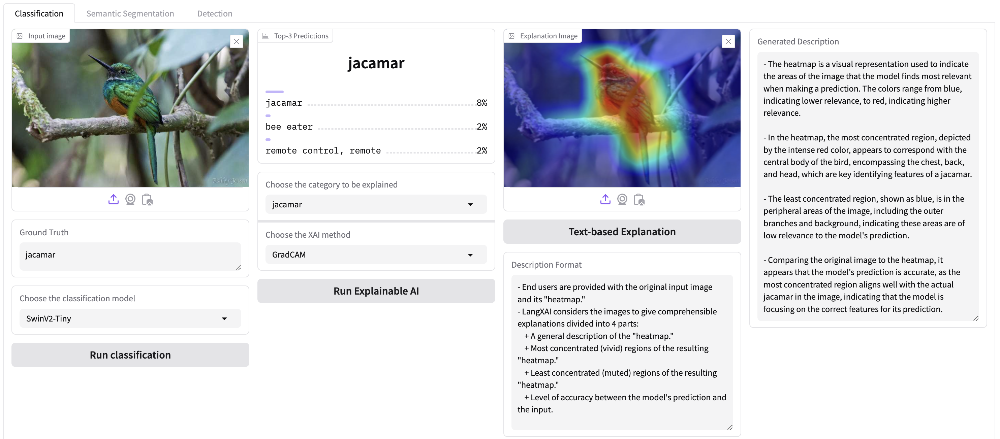 Classification
Semantic Segmentation
Detection
Input image
Ashley Jensen
Ground Truth
jacamar
Choose the classification model
SwinV2-Tiny
Run classification
Top-3 Predictions
jacamar
jacamar 8%
bee eater 2%
remote control, remote 2%
Choose the category to be explained
jacamar
Choose the XAI method
GradCAM
Run Explainable AI
Explanation Image
Text-based Explanation
Description Format
- End users are provided with the original input image
and its "heatmap."
- LangXAI considers the images to give comprehensible
explanations divided into 4 parts:
+ A general description of the "heatmap."
+ Most concentrated (vivid) regions of the resulting
"heatmap."
+ Least concentrated (muted) regions of the resulting
"heatmap."
+ Level of accuracy between the model's prediction and
the input.
Generated Description
- The heatmap is a visual representation used to indicate
the areas of the image that the model finds most relevant
when making a prediction. The colors range from blue,
indicating lower relevance, to red, indicating higher
relevance.
- In the heatmap, the most concentrated region, depicted
by the intense red color, appears to correspond with the
central body of the bird, encompassing the chest, back,
and head, which are key identifying features of a jacamar.
- The least concentrated region, shown as blue, is in the
peripheral areas of the image, including the outer
branches and background, indicating these areas are of
low relevance to the model's prediction.
- Comparing the original image to the heatmap, it
appears that the model's prediction is accurate, as the
most concentrated region aligns well with the actual
jacamar in the image, indicating that the model is
focusing on the correct features for its prediction.